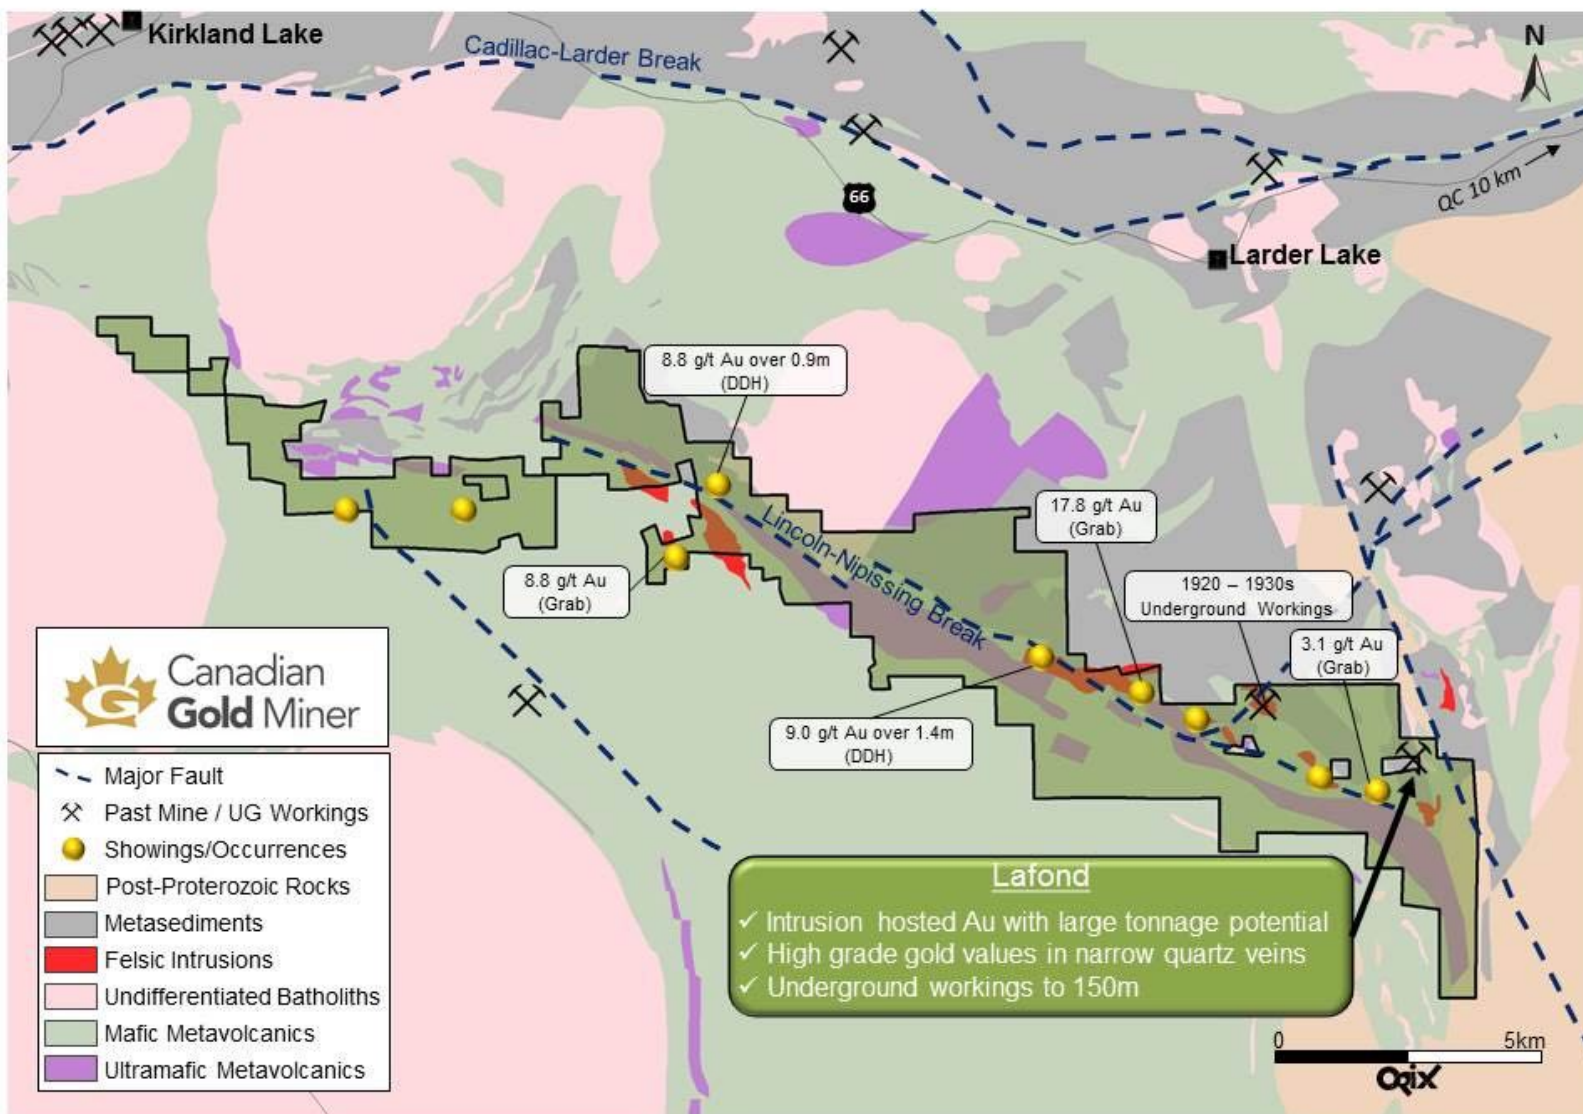 Kirkland Lake
Cadillac-Larder Break
N
66
QC 10 km
Larder Lake
8.8 g/t Au over 0.9m
(DDH)
17.8 g/t Au
(Grab)
Lincoln-Nipissing Break
8.8 g/t Au
(Grab)
1920 – 1930s
Underground Workings
3.1 g/t Au
(Grab)
9.0 g/t Au over 1.4m
(DDH)
G
Canadian
Gold Miner
Major Fault
Past Mine / UG Workings
Showings/Occurrences
Post-Proterozoic Rocks
Metasediments
Felsic Intrusions
Undifferentiated Batholiths
Mafic Metavolcanics
Ultramafic Metavolcanics
Lafond
✓ Intrusion hosted Au with large tonnage potential
✓ High grade gold values in narrow quartz veins
✓ Underground workings to 150m
0 5km
Orix